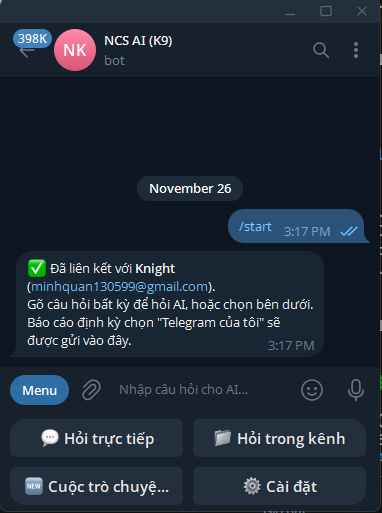 398K
NK
NCS AI (K9)
bot
November 26
/start
3:17 PM
✅ Đã liên kết với Knight
(minhquan130599@gmail.com).
Gõ câu hỏi bất kỳ để hỏi AI, hoặc chọn bên dưới.
Báo cáo định kỳ chọn "Telegram của tôi" sẽ
được gửi vào đây.
3:17 PM
Menu
Nhập câu hỏi cho AI...
💬 Hỏi trực tiếp
📁 Hỏi trong kênh
🆕 Cuộc trò chuyệ...
⚙️ Cài đặt